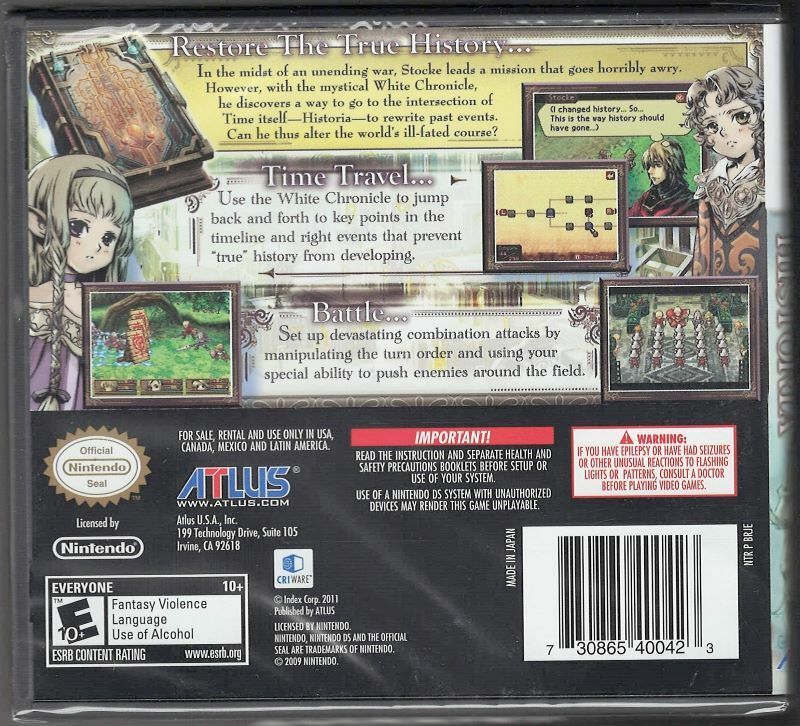 Restore The True History...
In the midst of an unending war, Stocke leads a mission that goes horribly awry.
However, with the mystical White Chronicle,
he discovers a way to go to the intersection of
Time itself—Historia—to rewrite past events.
Can he thus alter the world's ill-fated course?
Stocke
(I changed history... So...
This is the way history should
have gone...)
Time Travel...
Use the White Chronicle to jump
back and forth to key points in the
timeline and right events that prevent
"true" history from developing.
Battle...
Set up devastating combination attacks by
manipulating the turn order and using your
special ability to push enemies around the field.
HISTORIA
Official
Nintendo
Seal
Licensed by
Nintendo®
FOR SALE, RENTAL AND USE ONLY IN USA,
CANADA, MEXICO AND LATIN AMERICA.
ATLUS®
WWW.ATLUS.COM
Atlus U.S.A., Inc.
199 Technology Drive, Suite 105
Irvine, CA 92618
IMPORTANT!
READ THE INSTRUCTION AND SEPARATE HEALTH AND
SAFETY PRECAUTIONS BOOKLETS BEFORE SETUP OR
USE OF YOUR SYSTEM.
USE OF A NINTENDO DS SYSTEM WITH UNAUTHORIZED
DEVICES MAY RENDER THIS GAME UNPLAYABLE.
WARNING:
IF YOU HAVE EPILEPSY OR HAVE HAD SEIZURES
OR OTHER UNUSUAL REACTIONS TO FLASHING
LIGHTS OR PATTERNS, CONSULT A DOCTOR
BEFORE PLAYING VIDEO GAMES.
CRIWARE™
© Index Corp. 2011
Published by ATLUS
LICENSED BY NINTENDO.
NINTENDO, NINTENDO DS AND THE OFFICIAL
SEAL ARE TRADEMARKS OF NINTENDO.
© 2009 NINTENDO.
EVERYONE 10+
E
10+
Fantasy Violence
Language
Use of Alcohol
ESRB CONTENT RATING www.esrb.org
MADE IN JAPAN
7 30865 40042 3
NTR P BRJE